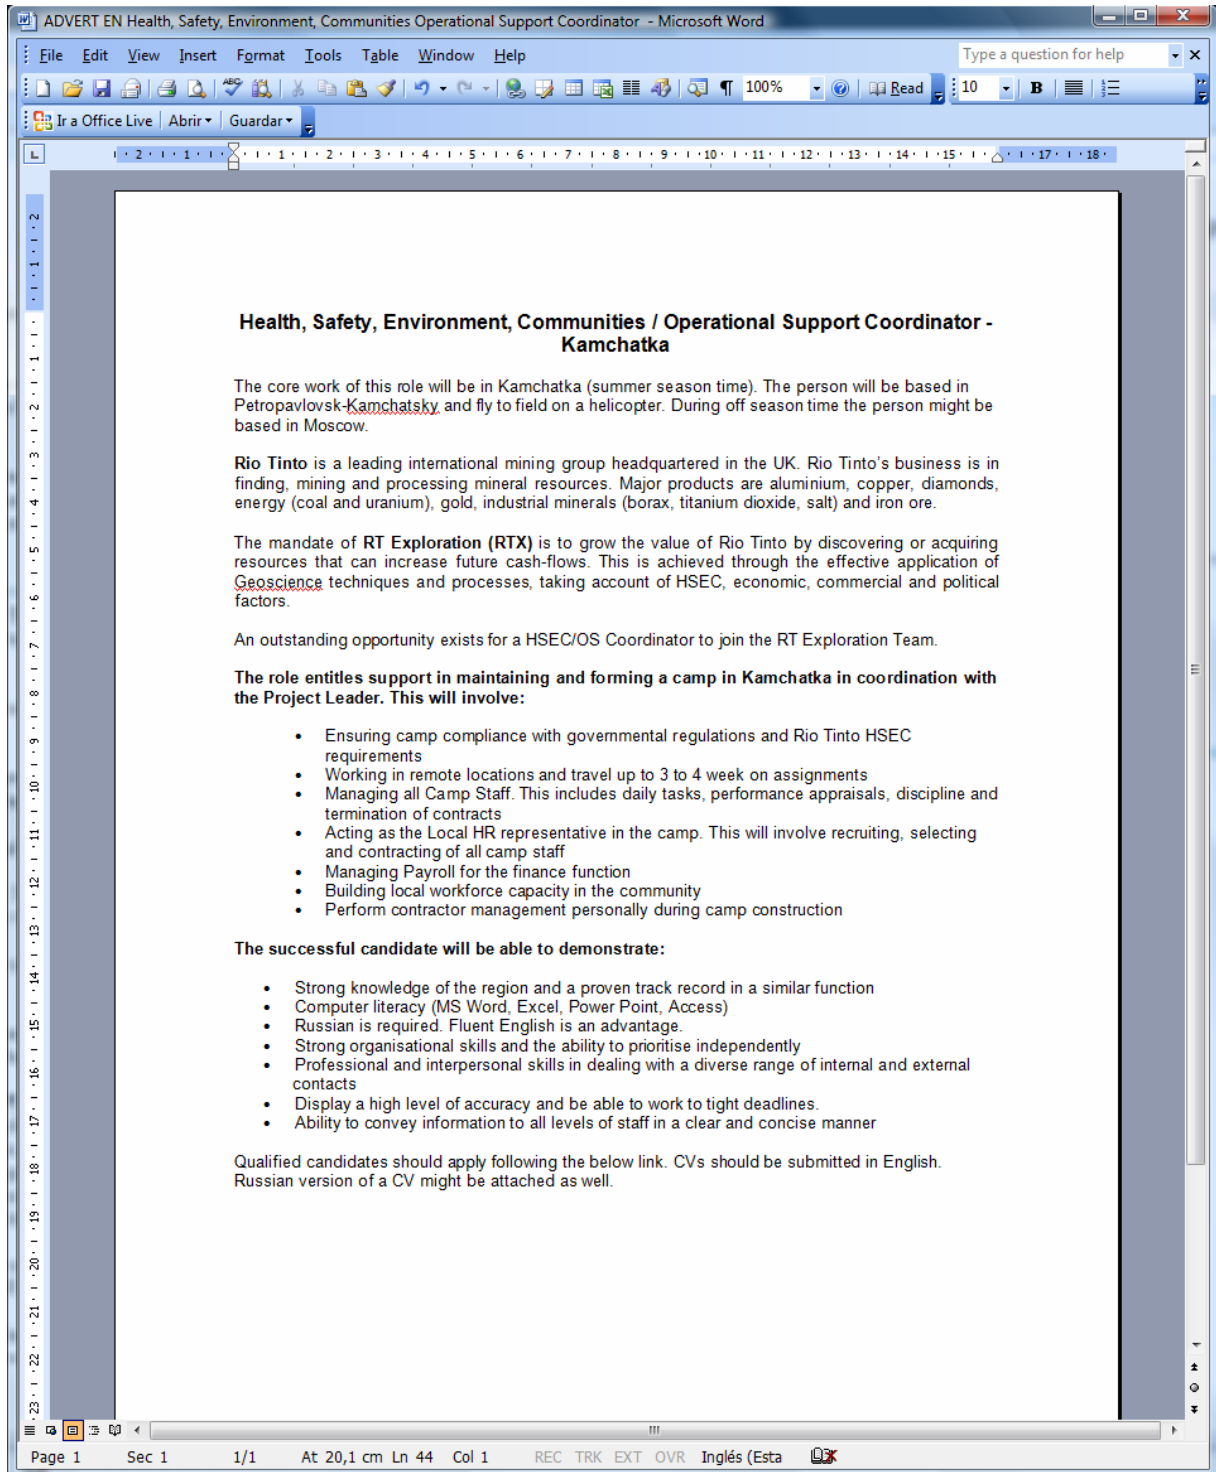 ADVERT EN Health, Safety, Environment, Communities Operational Support Coordinator - Microsoft Word
File Edit View Insert Format Tools Table Window Help
Type a question for help
100% Read 10 B
Ir a Office Live Abrir Guardar
L 2 1 1 2 3 4 5 6 7 8 9 10 11 12 13 14 15 17 18
Health, Safety, Environment, Communities / Operational Support Coordinator -
Kamchatka
The core work of this role will be in Kamchatka (summer season time). The person will be based in
Petropavlovsk-Kamchatsky and fly to field on a helicopter. During off season time the person might be
based in Moscow.
Rio Tinto is a leading international mining group headquartered in the UK. Rio Tinto's business is in
finding, mining and processing mineral resources. Major products are aluminium, copper, diamonds,
energy (coal and uranium), gold, industrial minerals (borax, titanium dioxide, salt) and iron ore.
The mandate of RT Exploration (RTX) is to grow the value of Rio Tinto by discovering or acquiring
resources that can increase future cash-flows. This is achieved through the effective application of
Geoscience techniques and processes, taking account of HSEC, economic, commercial and political
factors.
An outstanding opportunity exists for a HSEC/OS Coordinator to join the RT Exploration Team.
The role entitles support in maintaining and forming a camp in Kamchatka in coordination with
the Project Leader. This will involve:
• Ensuring camp compliance with governmental regulations and Rio Tinto HSEC
requirements
• Working in remote locations and travel up to 3 to 4 week on assignments
• Managing all Camp Staff. This includes daily tasks, performance appraisals, discipline and
termination of contracts
• Acting as the Local HR representative in the camp. This will involve recruiting, selecting
and contracting of all camp staff
• Managing Payroll for the finance function
• Building local workforce capacity in the community
• Perform contractor management personally during camp construction
The successful candidate will be able to demonstrate:
• Strong knowledge of the region and a proven track record in a similar function
• Computer literacy (MS Word, Excel, Power Point, Access)
• Russian is required. Fluent English is an advantage.
• Strong organisational skills and the ability to prioritise independently
• Professional and interpersonal skills in dealing with a diverse range of internal and external
contacts
• Display a high level of accuracy and be able to work to tight deadlines.
• Ability to convey information to all levels of staff in a clear and concise manner
Qualified candidates should apply following the below link. CVs should be submitted in English.
Russian version of a CV might be attached as well.
Page 1 Sec 1 1/1 At 20,1 cm Ln 44 Col 1 REC TRK EXT OVR Inglés (Esta